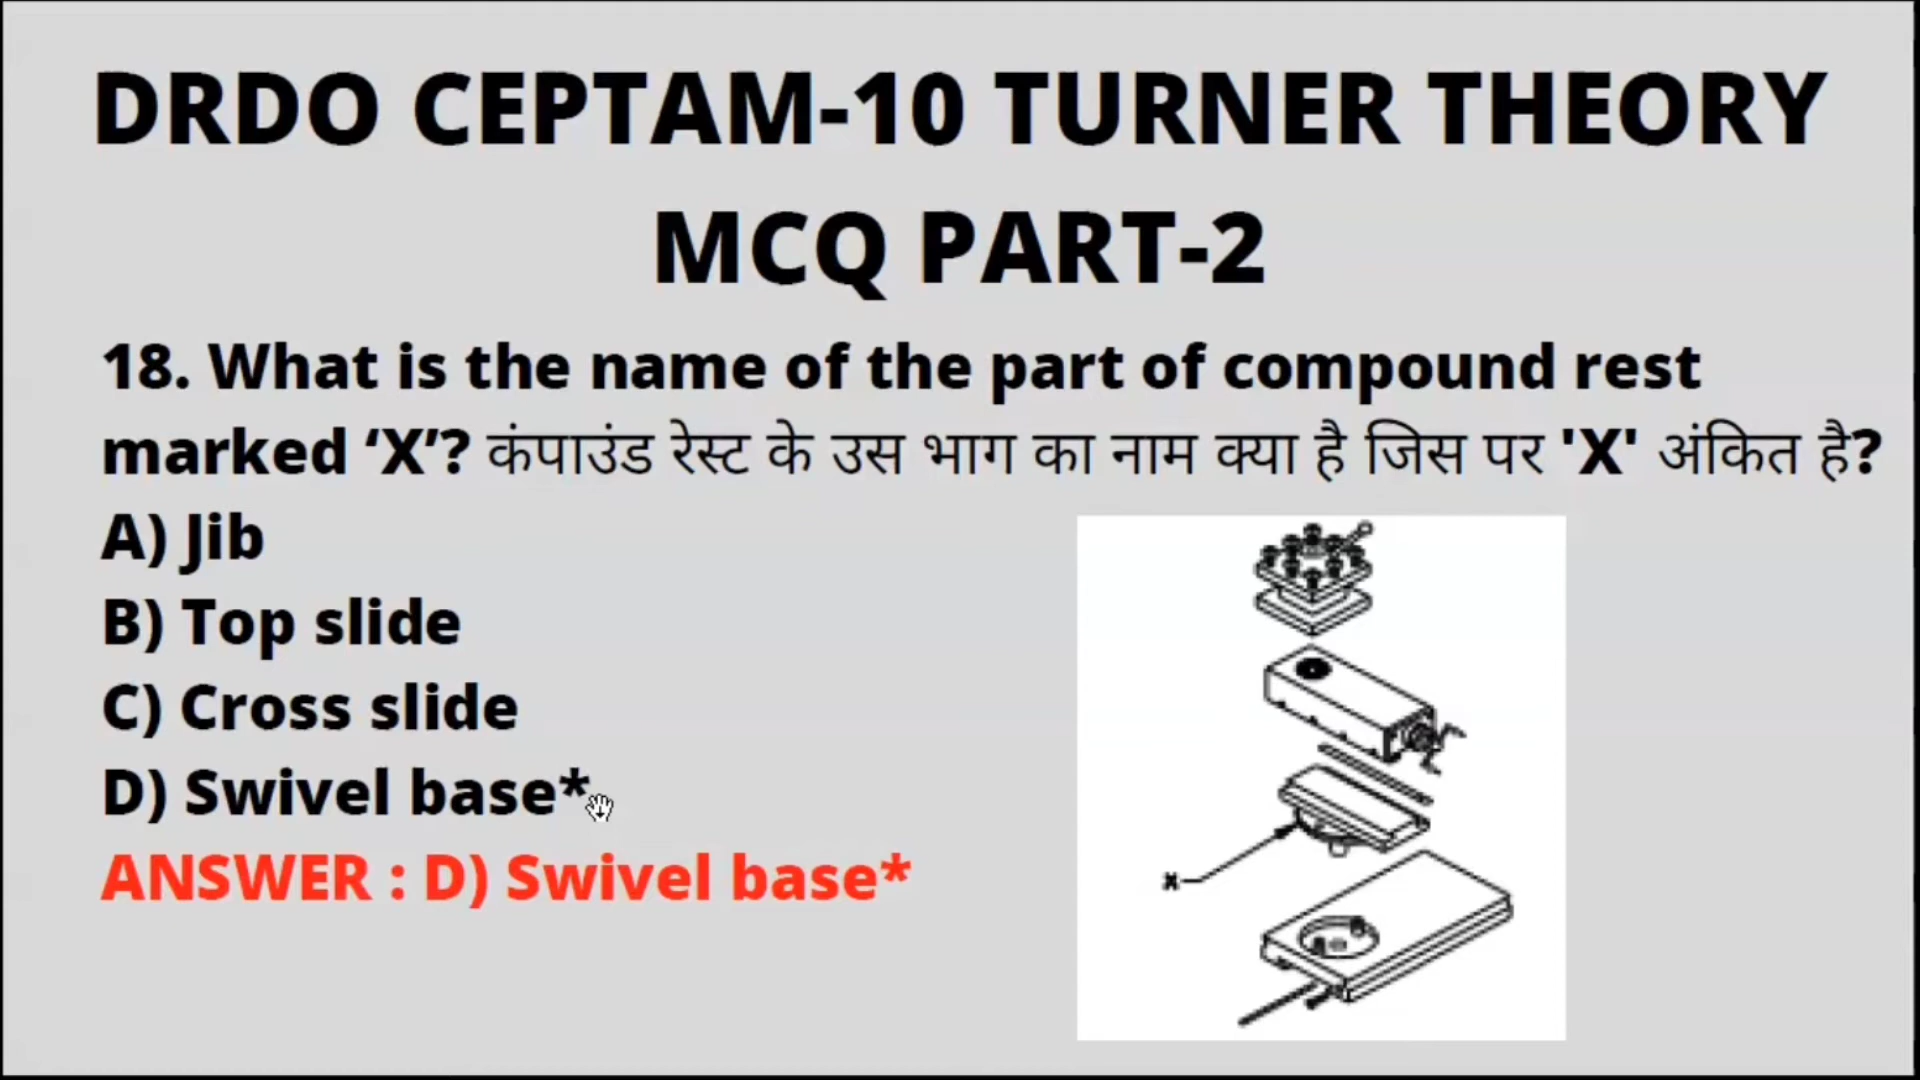 DRDO CEPTAM-10 TURNER THEORY
MCQ PART-2
18. What is the name of the part of compound rest
marked ‘X’? कंपाउंड रेस्ट के उस भाग का नाम क्या है जिस पर 'X' अंकित है?
A) Jib
B) Top slide
C) Cross slide
D) Swivel base*
ANSWER : D) Swivel base*
X